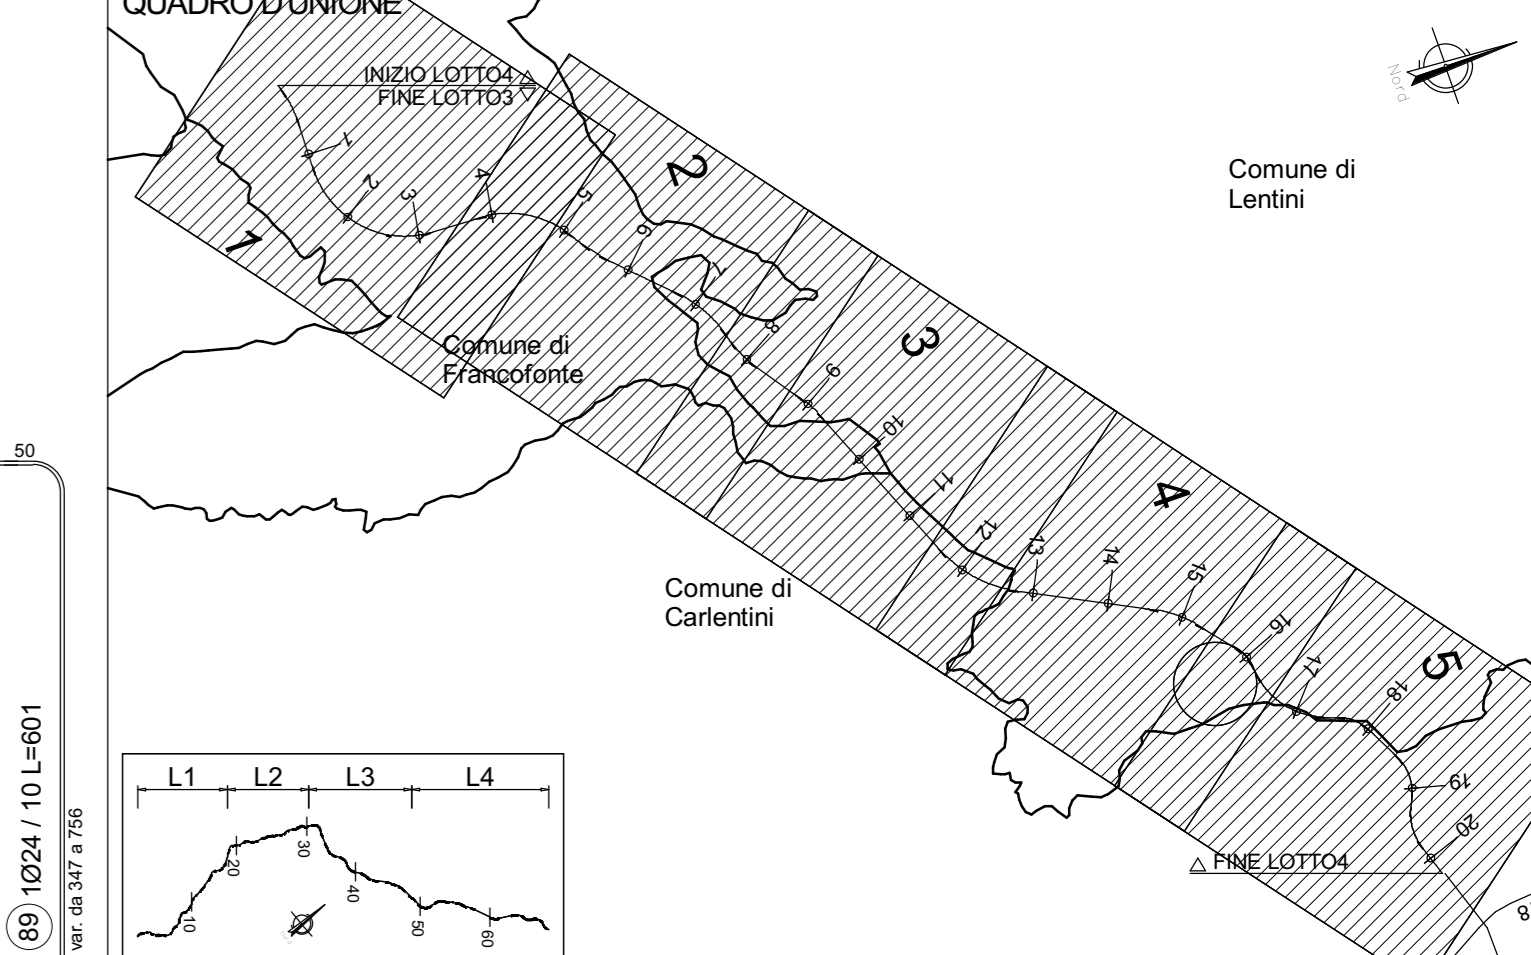 QUADRO D'UNIONE
INIZIO LOTTO4
FINE LOTTO3
Nord
Comune di
Lentini
1
2
3
4
5
6
7
8
9
10
11
12
13
14
15
16
17
18
19
20
1
2
3
4
5
Comune di
Francofonte
Comune di
Carlentini
FINE LOTTO4
50
89 1Ø24 / 10 L=601
var. da 347 a 756
L1 L2 L3 L4
10
20
30
40
50
60